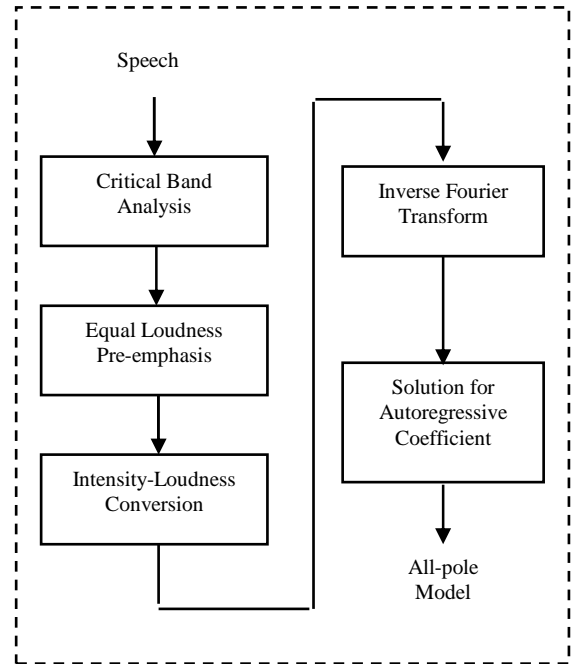 Speech
Critical Band
Analysis
Equal Loudness
Pre-emphasis
Intensity-Loudness
Conversion
Inverse Fourier
Transform
Solution for
Autoregressive
Coefficient
All-pole
Model